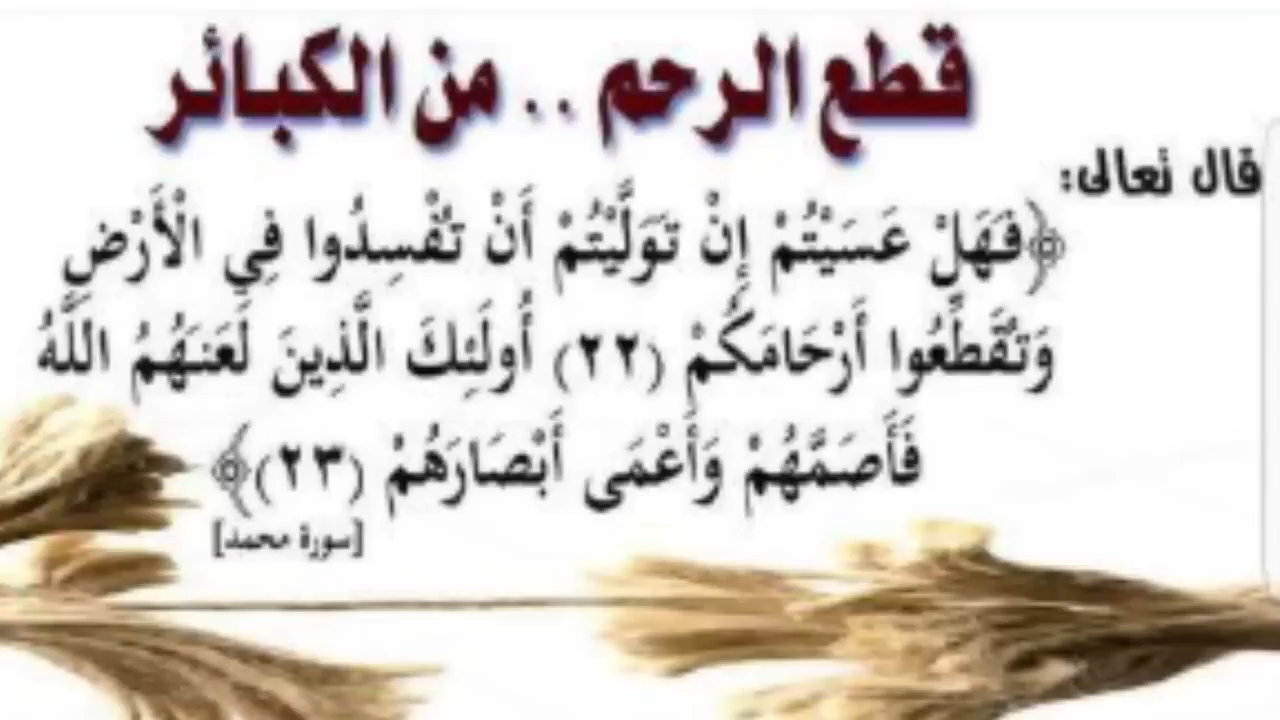 قطع الرحم .. من الكبائر
قال تعالى:
﴿فَهَلْ عَسَيْتُمْ إِنْ تَوَلَّيْتُمْ أَنْ تُفْسِدُوا فِي الْأَرْضِ
وَتُقَطِّعُوا أَرْحَامَكُمْ (٢٢) أُولَئِكَ الَّذِينَ لَعَنَهُمُ اللَّهُ
فَأَصَمَّهُمْ وَأَعْمَى أَبْصَارَهُمْ (٢٣)﴾
[سورة محمد]